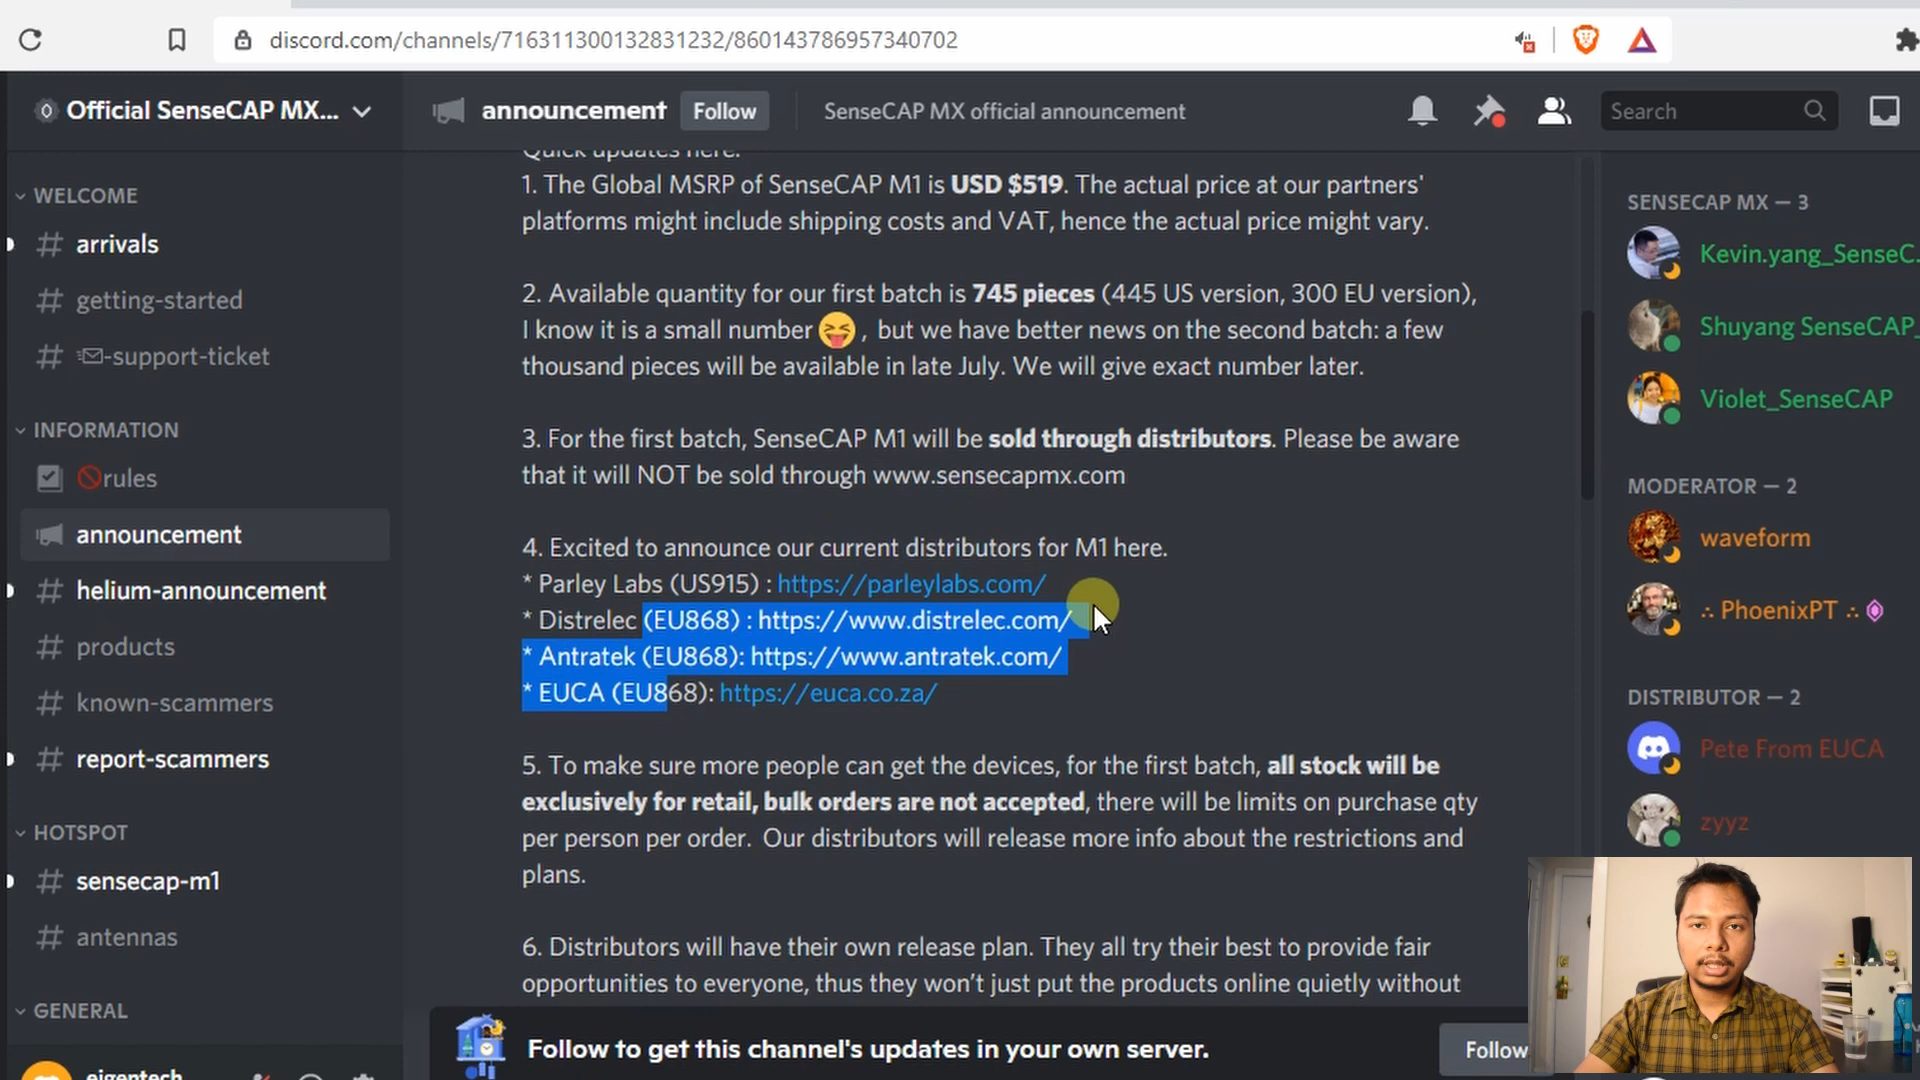 discord.com/channels/716311300132831232/860143786957340702
Official SenseCAP MX...
announcement
Follow
SenseCAP MX official announcement
Search
WELCOME
arrivals
getting-started
-support-ticket
INFORMATION
rules
announcement
helium-announcement
products
known-scammers
report-scammers
HOTSPOT
sensecap-m1
antennas
GENERAL
eigentech
Quick updates here.
1. The Global MSRP of SenseCAP M1 is USD $519. The actual price at our partners'
platforms might include shipping costs and VAT, hence the actual price might vary.
2. Available quantity for our first batch is 745 pieces (445 US version, 300 EU version),
I know it is a small number 😝 , but we have better news on the second batch: a few
thousand pieces will be available in late July. We will give exact number later.
3. For the first batch, SenseCAP M1 will be sold through distributors. Please be aware
that it will NOT be sold through www.sensecapmx.com
4. Excited to announce our current distributors for M1 here.
* Parley Labs (US915) : https://parleylabs.com/
* Distrelec (EU868) : https://www.distrelec.com/
* Antratek (EU868): https://www.antratek.com/
* EUCA (EU868): https://euca.co.za/
5. To make sure more people can get the devices, for the first batch, all stock will be
exclusively for retail, bulk orders are not accepted, there will be limits on purchase qty
per person per order. Our distributors will release more info about the restrictions and
plans.
6. Distributors will have their own release plan. They all try their best to provide fair
opportunities to everyone, thus they won't just put the products online quietly without
Follow to get this channel's updates in your own server.
Follow
SENSECAP MX — 3
Kevin.yang_SenseC.
Shuyang SenseCAP_
Violet_SenseCAP
MODERATOR — 2
waveform
∴ PhoenixPT ∴
DISTRIBUTOR — 2
Pete From EUCA
zyyz